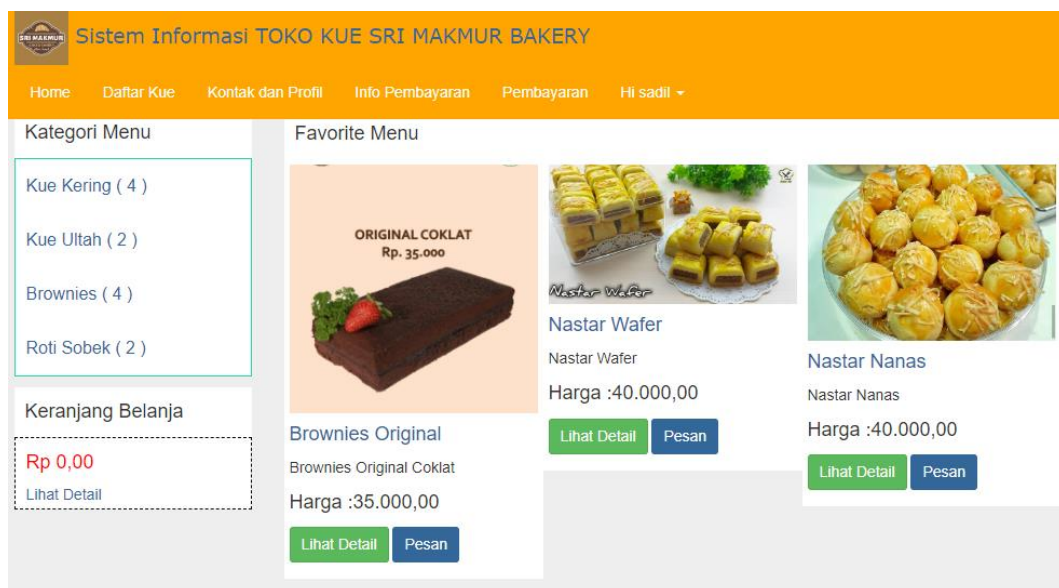 SRI MAKMUR
Sistem Informasi TOKO KUE SRI MAKMUR BAKERY
Home Daftar Kue Kontak dan Profil Info Pembayaran Pembayaran Hi sadil
Kategori Menu
Kue Kering ( 4 )
Kue Ultah ( 2 )
Brownies ( 4 )
Roti Sobek ( 2 )
Keranjang Belanja
Rp 0,00
Lihat Detail
Favorite Menu
ORIGINAL COKLAT
Rp. 35.000
Brownies Original
Brownies Original Coklat
Harga :35.000,00
Lihat Detail Pesan
Nastar Wafer
Nastar Wafer
Nastar Wafer
Harga :40.000,00
Lihat Detail Pesan
Nastar Nanas
Nastar Nanas
Harga :40.000,00
Lihat Detail Pesan